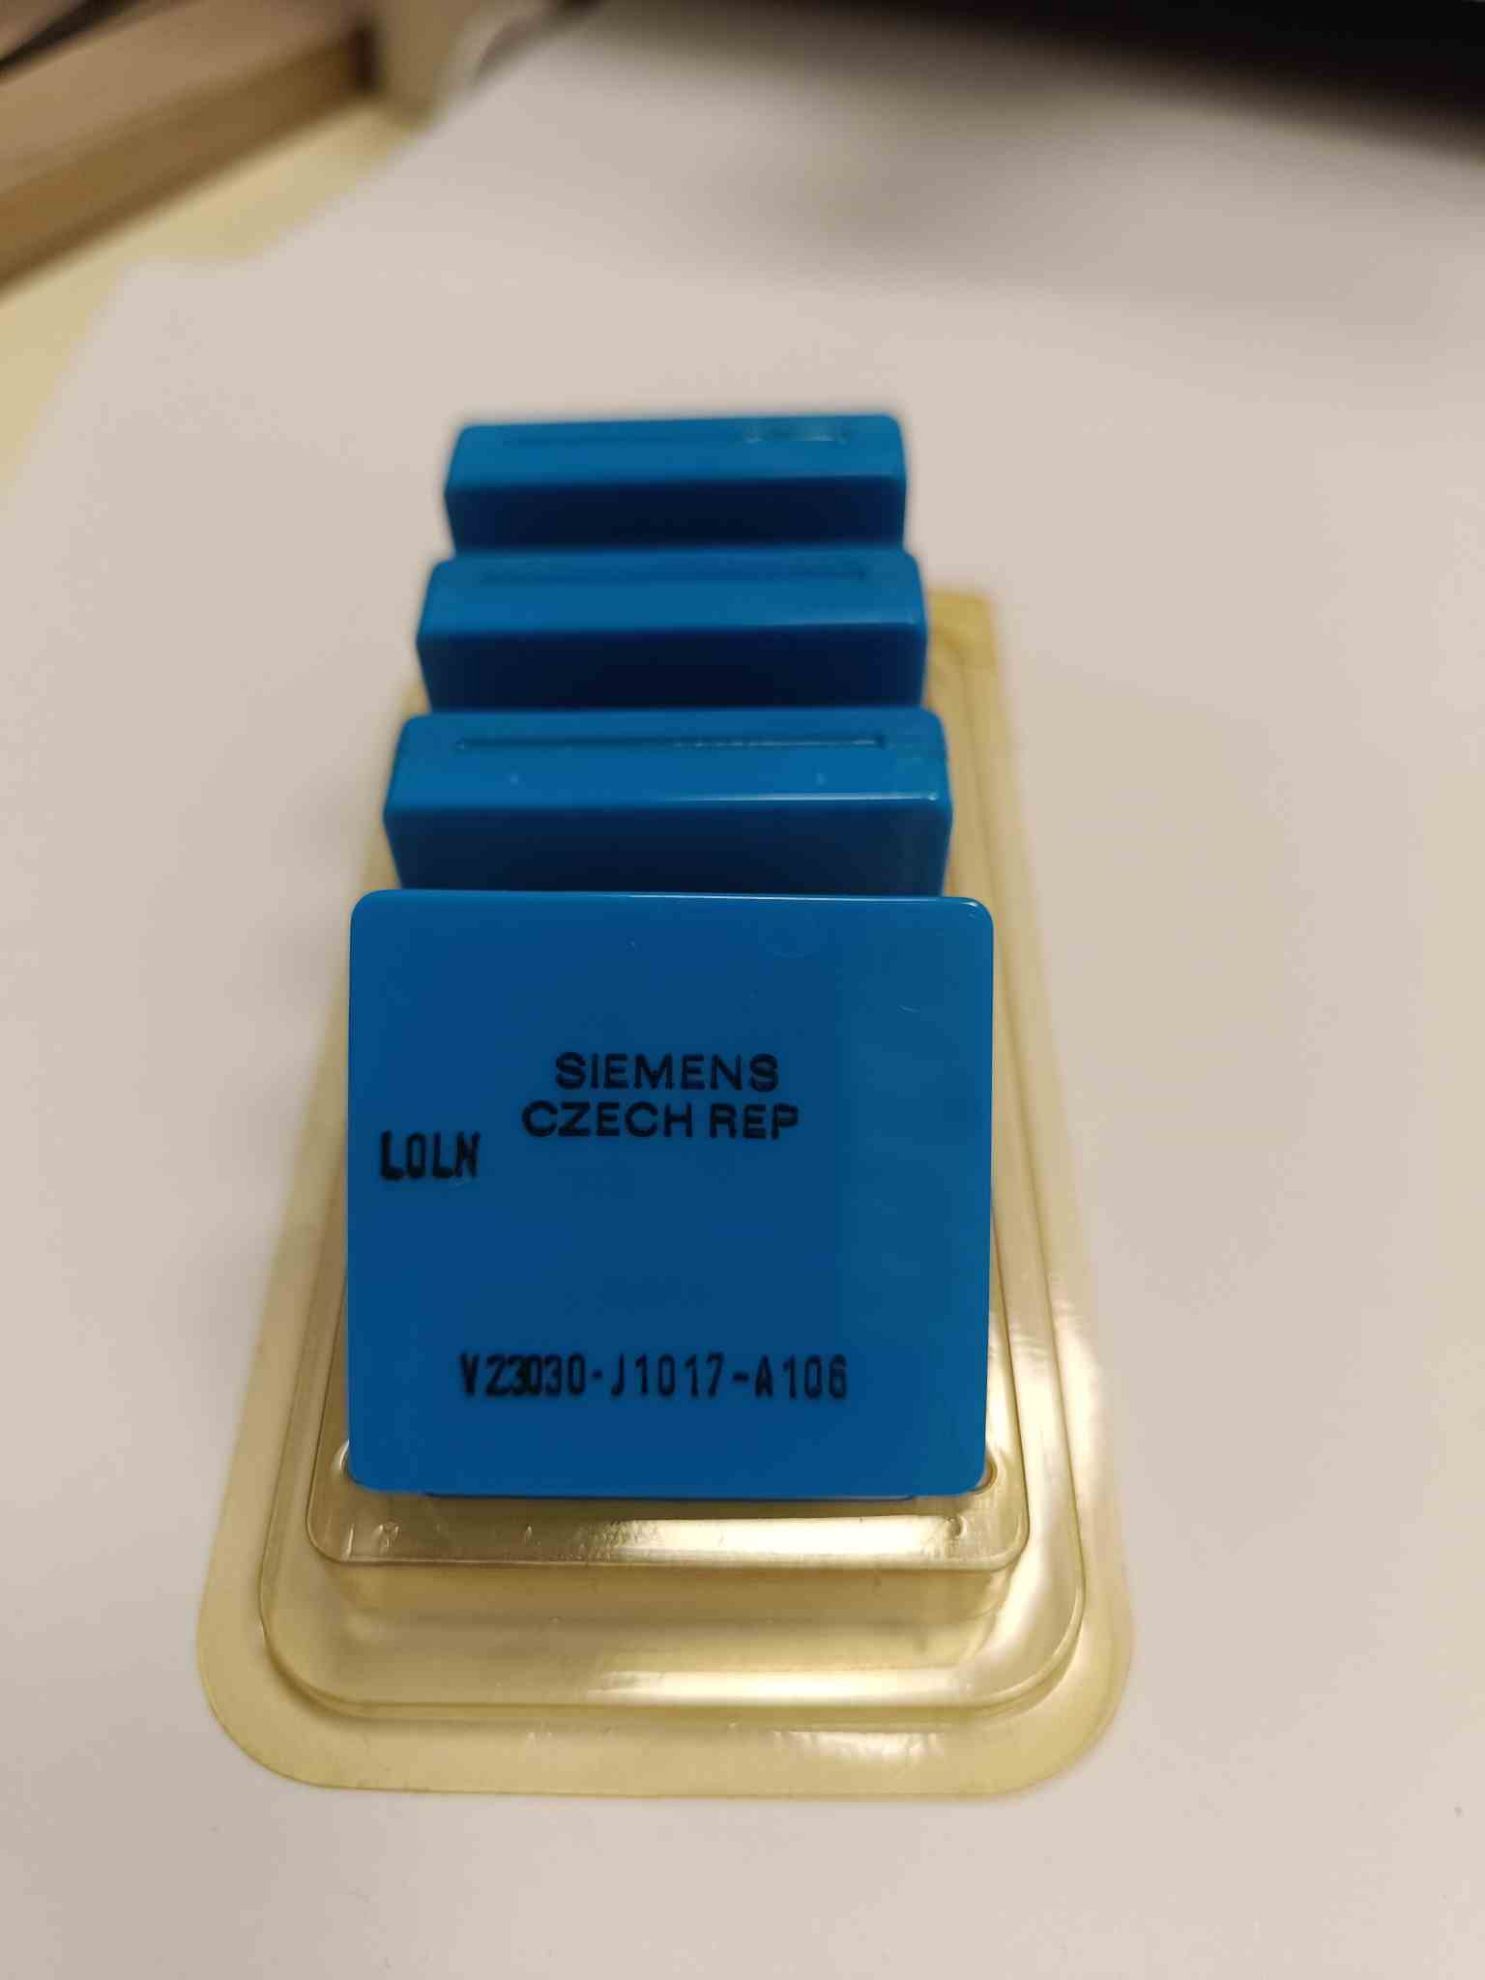 SIEMENS
CZECH REP
LOLN
V23030-J1017-A106